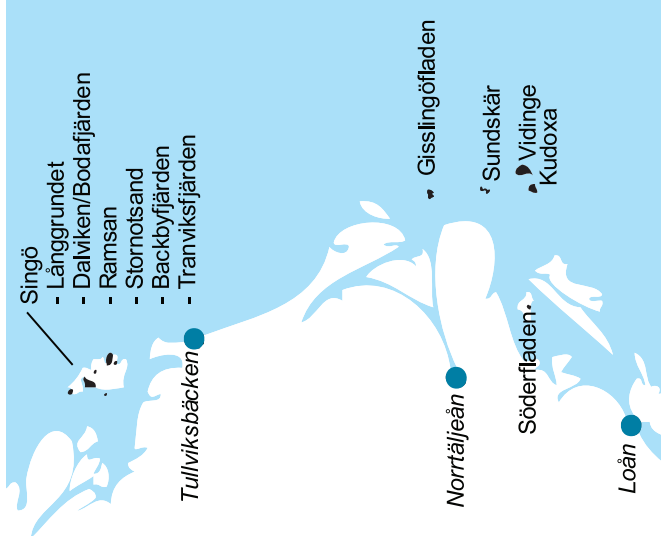 Singö
- Långgrundet
- Dalviken/Bodafjärden
- Ramsan
- Stornotsand
- Backbyfjärden
- Tranviksfjärden
Tullviksbäcken
Gisslingöfladen
Sundskär
Vidinge
Kudoxa
Norrtäljeån
Söderfladen
Loån